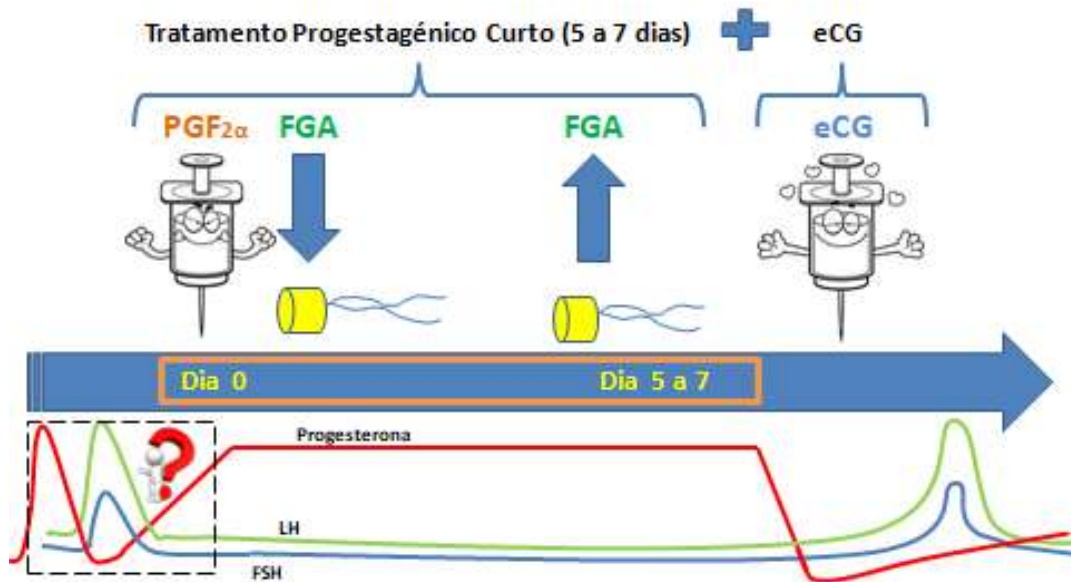 Tratamento Progestagénico Curto (5 a 7 dias) + eCG
PGF2α FGA FGA eCG
Dia 0 Dia 5 a 7
Progesterona
?
LH
FSH